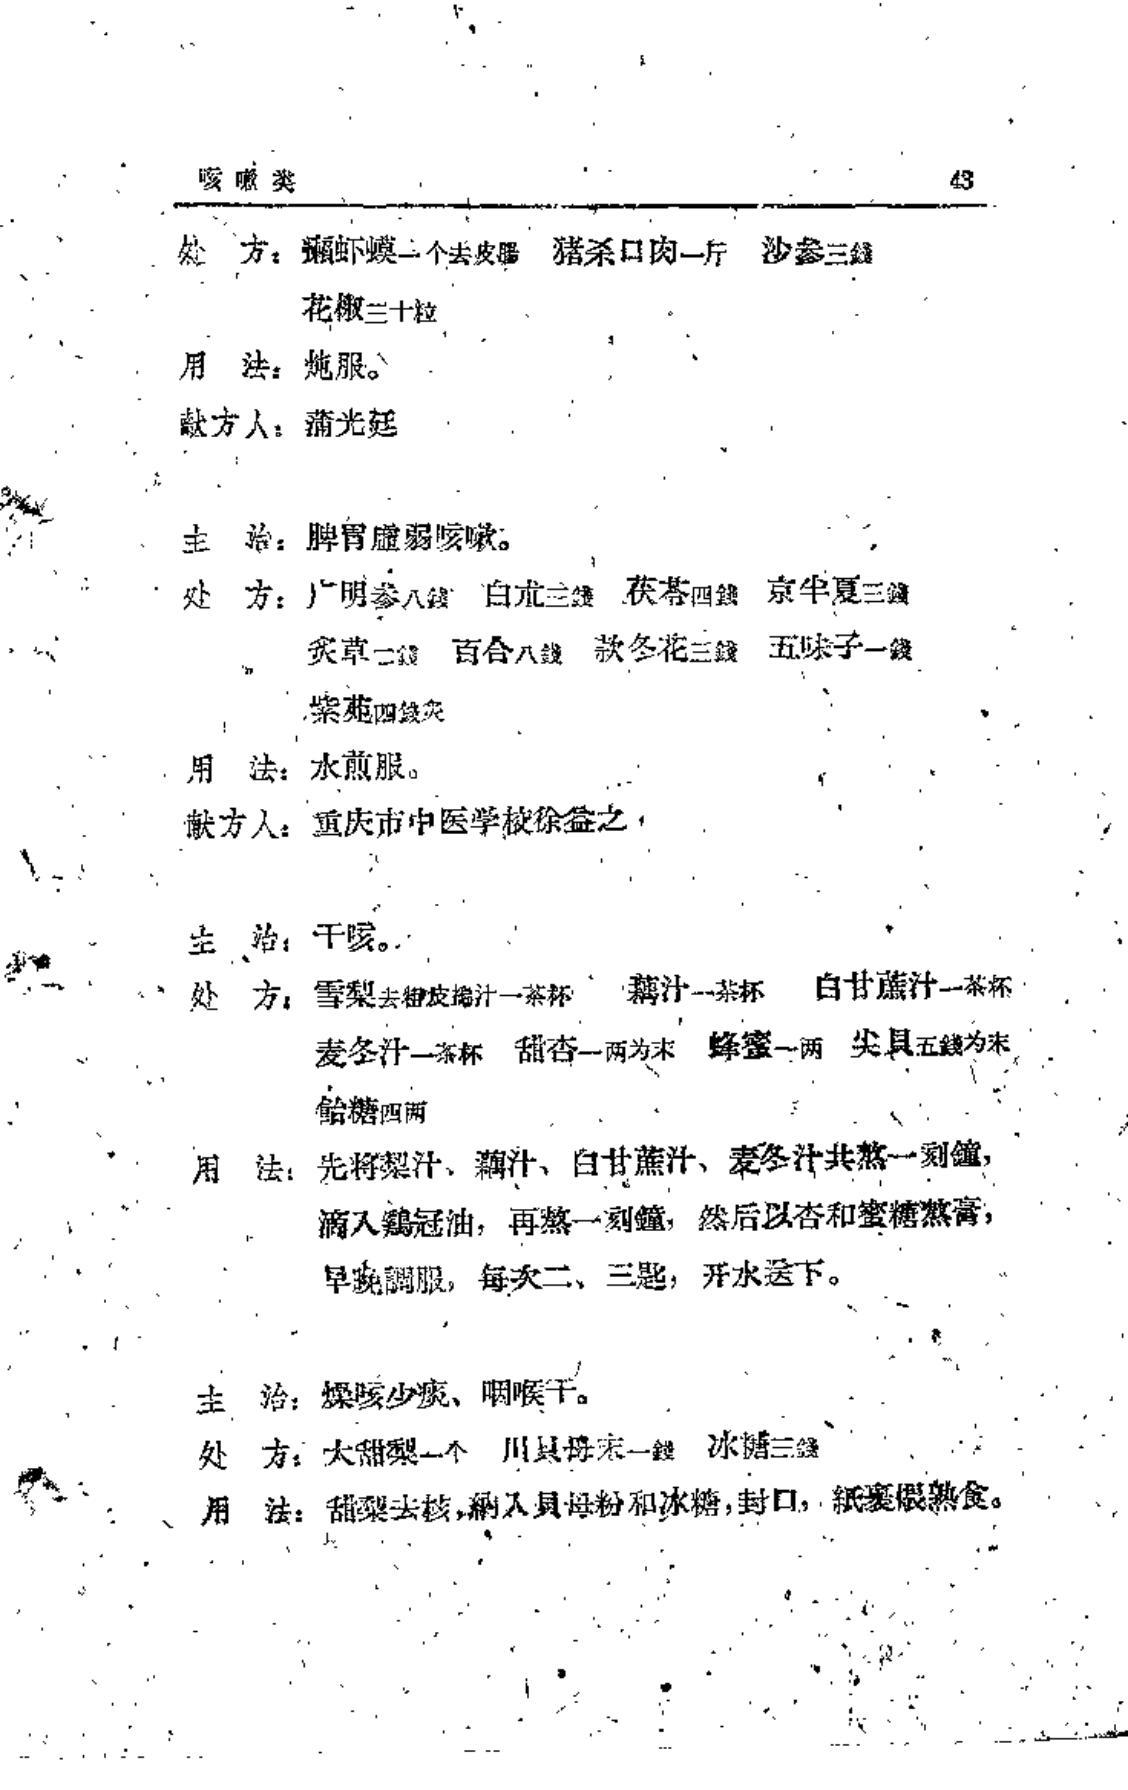 咳嗽类 43
处 方：癞虾蟆一个去皮肠 猪杀口肉一斤 沙参三錢
花椒三十粒
用 法：炖服。
献方人：蒲光廷
主 治：脾胃虚弱咳嗽。
处 方：广明参八錢 白朮三錢 茯苓四錢 京半夏三錢
炙草二錢 百合八錢 款冬花三錢 五味子一錢
紫菀四錢炙
用 法：水煎服。
献方人：重庆市中医学校徐益之
主 治：干咳。
处 方：雪梨去粗皮搗汁一茶杯 藕汁一茶杯 白甘蔗汁一茶杯
麦冬汁一茶杯 甜杏一两为末 蜂蜜一两 尖貝五錢为末
飴糖四两
用 法：先将梨汁、藕汁、白甘蔗汁、麦冬汁共熬一刻鐘，
滴入鷄冠油，再熬一刻鐘，然后以杏和蜜糖熬膏，
早晚調服，每次二、三匙，开水送下。
主 治：燥咳少痰、咽喉干。
处 方：大甜梨一个 川貝母末一錢 冰糖三錢
用 法：甜梨去核，納入貝母粉和冰糖，封口，紙裹煨熟食。